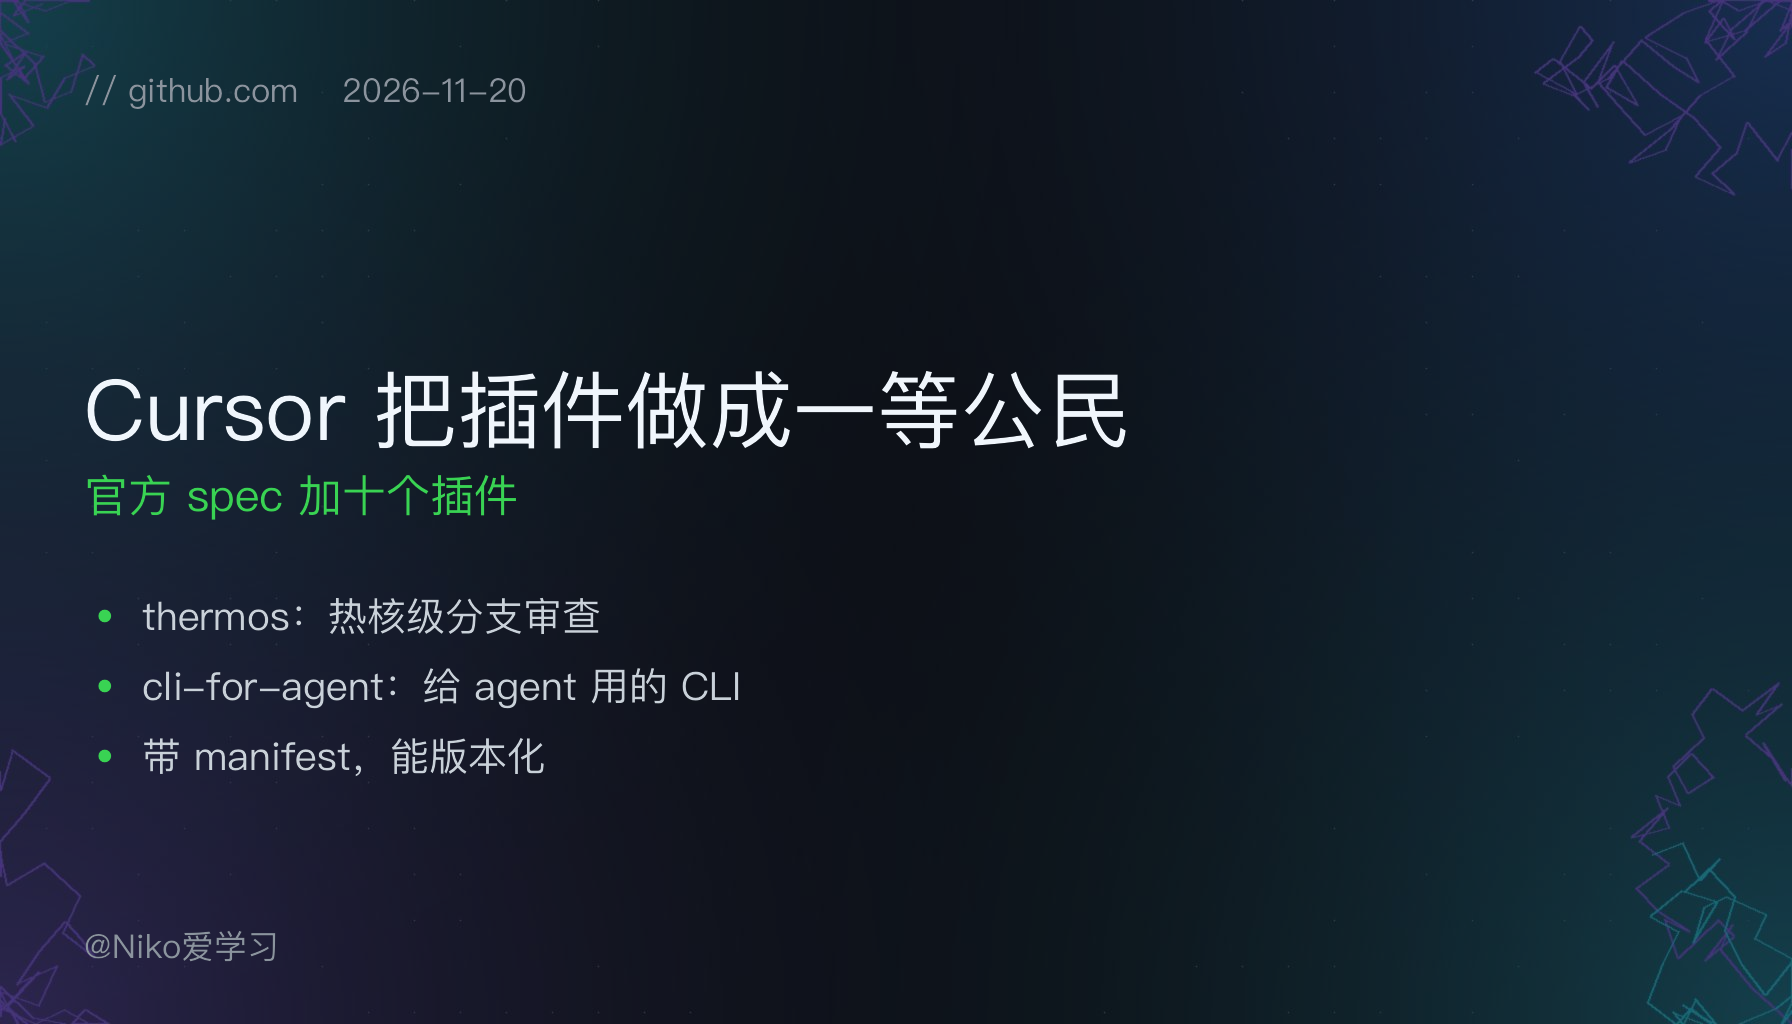 // github.com 2026-11-20
Cursor 把插件做成一等公民
官方 spec 加十个插件
• thermos：热核级分支审查
• cli-for-agent：给 agent 用的 CLI
• 带 manifest，能版本化
@Niko爱学习